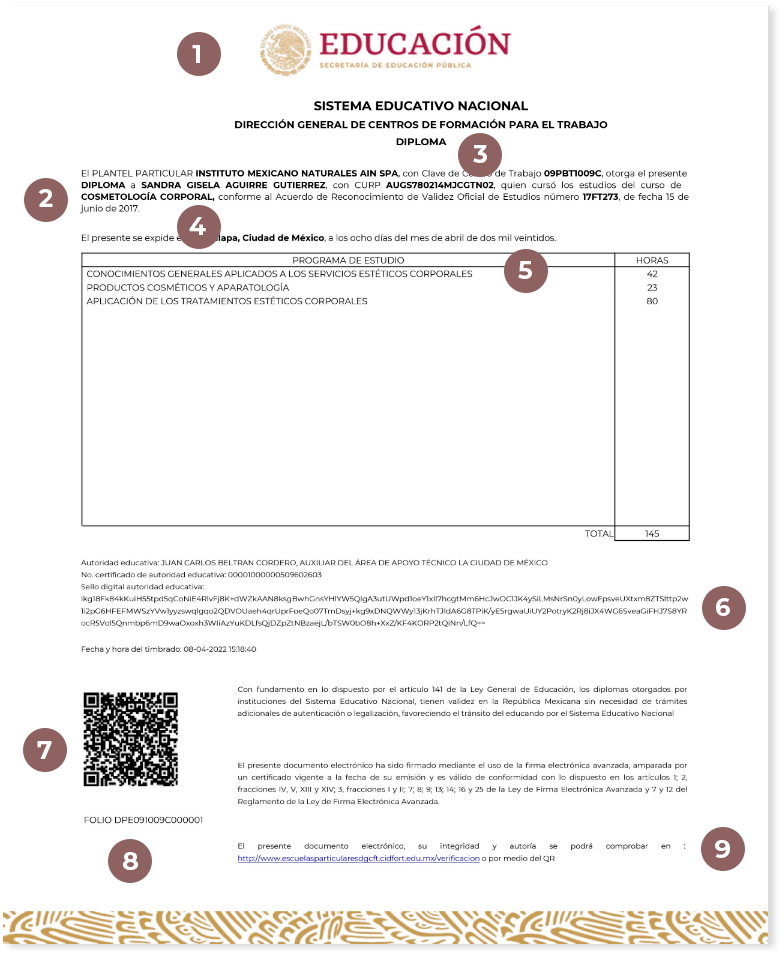 1
EDUCACIÓN
SECRETARÍA DE EDUCACIÓN PÚBLICA
SISTEMA EDUCATIVO NACIONAL
DIRECCIÓN GENERAL DE CENTROS DE FORMACIÓN PARA EL TRABAJO
DIPLOMA
3
El PLANTEL PARTICULAR INSTITUTO MEXICANO NATURALES AIN SPA, con Clave de de Trabajo 09PBT1009C, otorga el presente
2
DIPLOMA a SANDRA GISELA AGUIRRE GUTIERREZ, con CURP AUGS780214MJCGTN02, quien cursó los estudios del curso de
COSMETOLOGÍA CORPORAL, conforme al Acuerdo de Reconocimiento de Validez Oficial de Estudios número 17FT273, de fecha 15 de
junio de 2017.
4
El presente se expide Ciudad de México, a los ocho días del mes de abril de dos mil veintidos.
PROGRAMA DE ESTUDIO HORAS
5
CONOCIMIENTOS GENERALES APLICADOS A LOS SERVICIOS ESTÉTICOS CORPORALES 42
PRODUCTOS COSMÉTICOS Y APARATOLOGÍA 23
APLICACIÓN DE LOS TRATAMIENTOS ESTÉTICOS CORPORALES 80
TOTAL 145
Autoridad educativa: JUAN CARLOS BELTRAN CORDERO, AUXILIAR DEL ÁREA DE APOYO TÉCNICO LA CIUDAD DE MÉXICO
No. certificado de autoridad educativa: 00001000000509602603
Sello digital autoridad educativa:
6
Fecha y hora del timbrado: 08-04-2022 15:18:40
Con fundamento en lo dispuesto por el artículo 141 de la Ley General de Educación, los diplomas otorgados por
instituciones del Sistema Educativo Nacional, tienen validez en la República Mexicana sin necesidad de trámites
adicionales de autenticación o legalización, favoreciendo el tránsito del educando por el Sistema Educativo Nacional
7
El presente documento electrónico ha sido firmado mediante el uso de la firma electrónica avanzada, amparada por
un certificado vigente a la fecha de su emisión y es válido de conformidad con lo dispuesto en los artículos 1; 2,
fracciones IV, V, XIII y XIV; 3, fracciones I y II; 7; 8; 9; 13; 14; 16 y 25 de la Ley de Firma Electrónica Avanzada y 7 y 12 del
Reglamento de la Ley de Firma Electrónica Avanzada.
FOLIO DPE091009C000001
8
El presente documento electrónico, su integridad y autoría se podrá comprobar en :
http://www.escuelasparticularesdgcft.cidfort.edu.mx/verificacion o por medio del QR
9